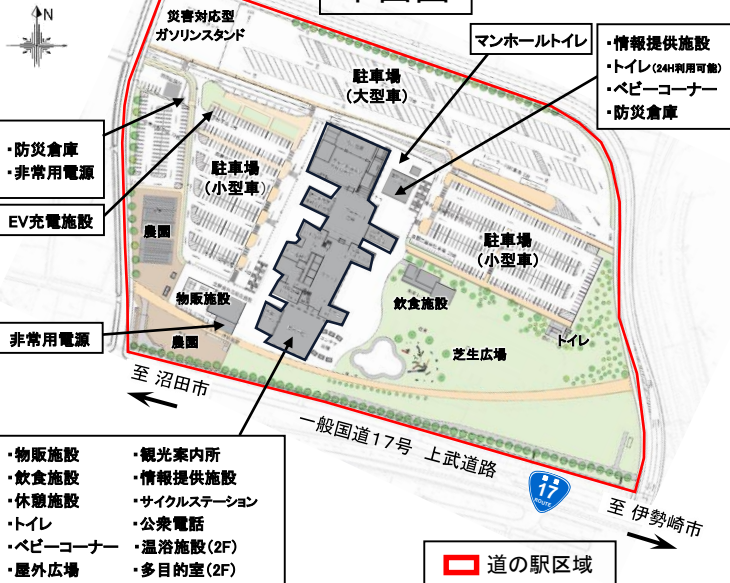 N
災害対応型
ガソリンスタンド
マンホールトイレ
・情報提供施設
・トイレ(24H利用可能)
・ベビーコーナー
・防災倉庫
駐車場
(大型車)
・防災倉庫
・非常用電源
駐車場
(小型車)
EV充電施設
農園
駐車場
(小型車)
物販施設
飲食施設
非常用電源
農園
芝生広場
トイレ
至 沼田市
一般国道17号 上武道路
17
ROUTE
至 伊勢崎市
・物販施設
・飲食施設
・休憩施設
・トイレ
・ベビーコーナー
・屋外広場
・観光案内所
・情報提供施設
・サイクルステーション
・公衆電話
・温浴施設(2F)
・多目的室(2F)
道の駅区域